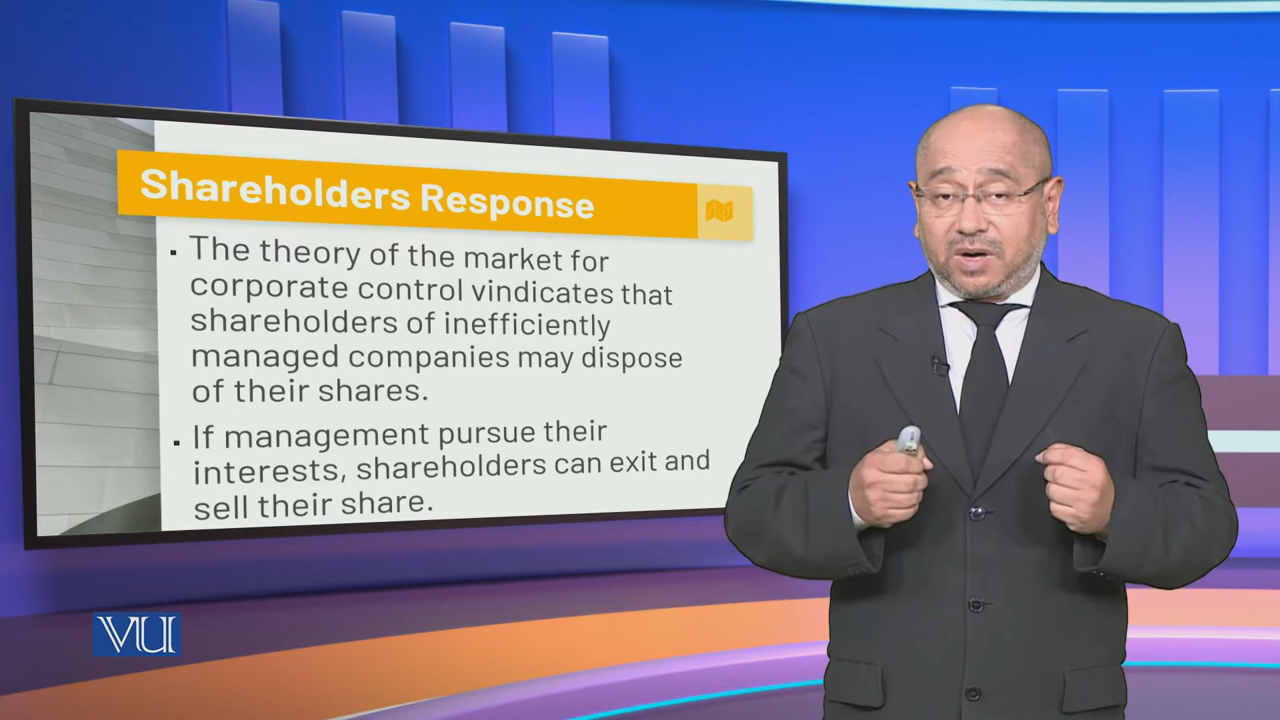 Shareholders Response
▪ The theory of the market for
corporate control vindicates that
shareholders of inefficiently
managed companies may dispose
of their shares.
▪ If management pursue their
interests, shareholders can exit and
sell their share.
VU